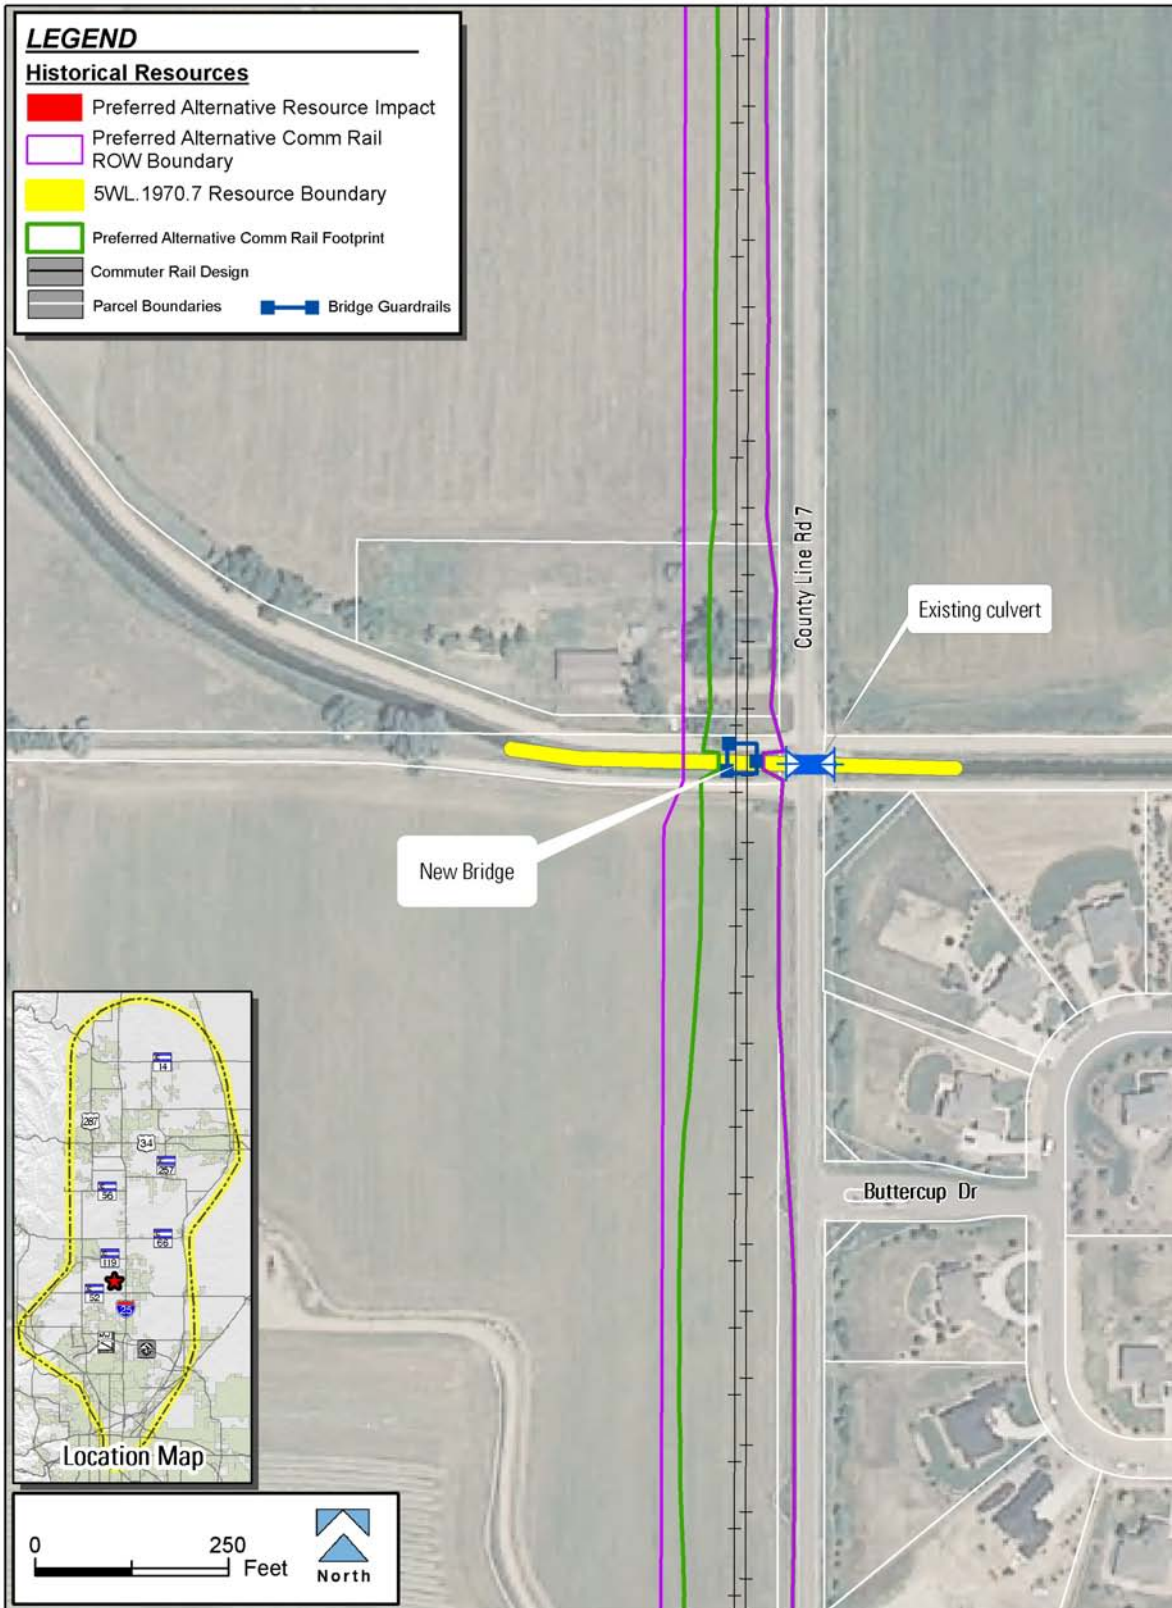 LEGEND
Historical Resources
Preferred Alternative Resource Impact
Preferred Alternative Comm Rail
ROW Boundary
5WL.1970.7 Resource Boundary
Preferred Alternative Comm Rail Footprint
Commuter Rail Design
Parcel Boundaries
Bridge Guardrails
County Line Rd 7
Existing culvert
New Bridge
Buttercup Dr
14
287
34
257
56
66
119
52
25
Location Map
0 250
Feet
North